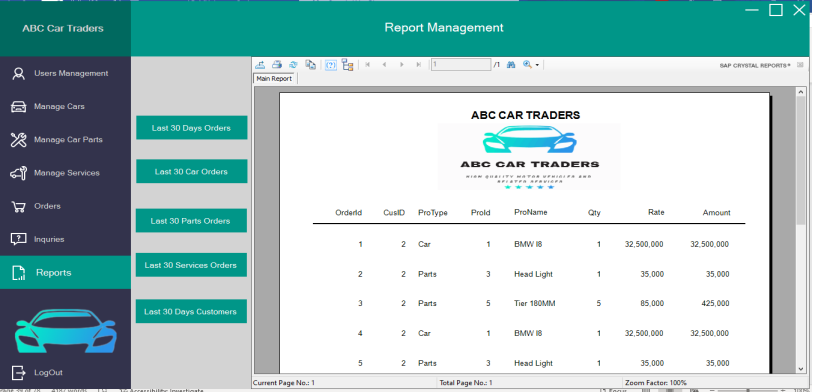 ABC Car Traders
Report Management
Users Management
Manage Cars
Manage Car Parts
Manage Services
Orders
Inquries
Reports
LogOut
Last 30 Days Orders
Last 30 Car Orders
Last 30 Parts Orders
Last 30 Services Orders
Last 30 Days Customers
1 /1 SAP CRYSTAL REPORTS®
Main Report
ABC CAR TRADERS
ABC CAR TRADERS
HIGH QUALITY MOTOR VEHICLES AND
RELATED SERVICES
OrderId CusID ProType ProId ProName Qty Rate Amount
1 2 Car 1 BMW I8 1 32,500,000 32,500,000
2 2 Parts 3 Head Light 1 35,000 35,000
3 2 Parts 5 Tier 180MM 5 85,000 425,000
4 2 Car 1 BMW I8 1 32,500,000 32,500,000
5 2 Parts 3 Head Light 1 35,000 35,000
Current Page No.: 1 Total Page No.: 1 Zoom Factor: 100%